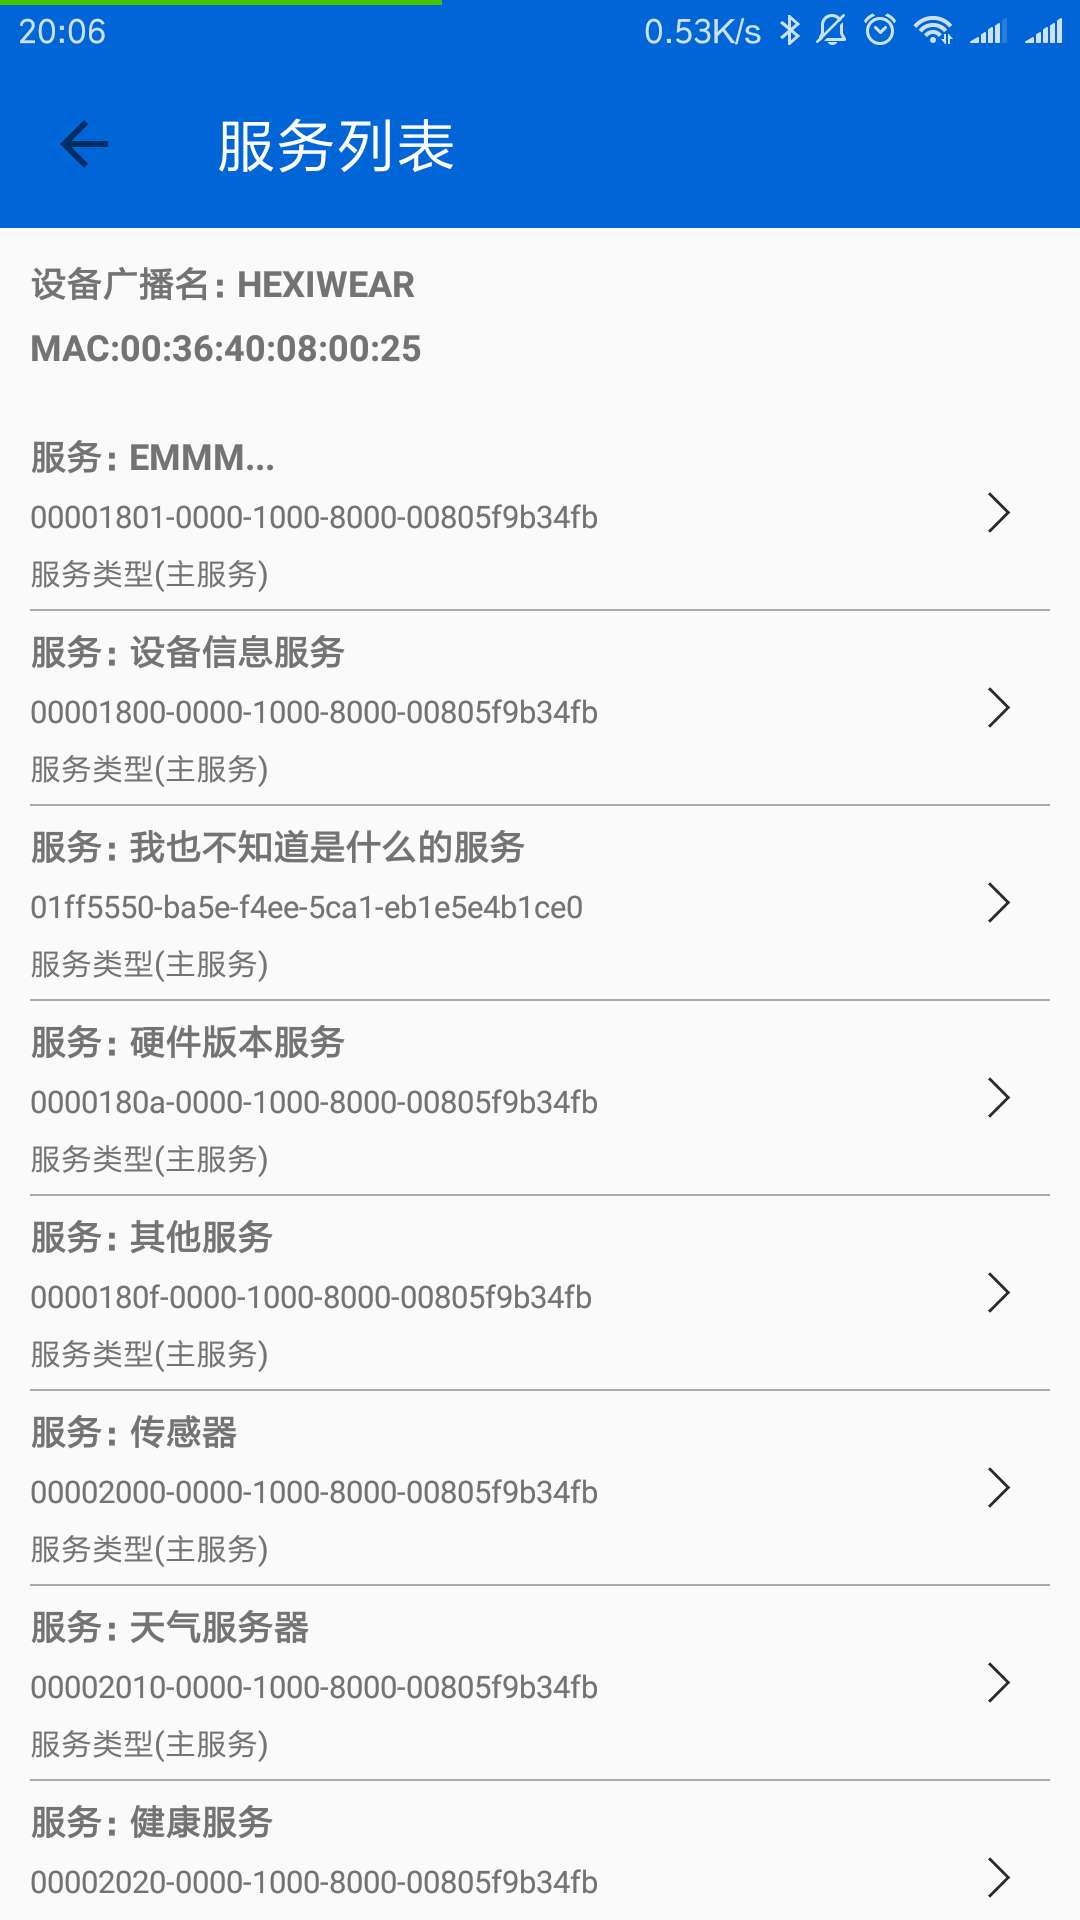 20:06 0.53K/s
服务列表
设备广播名: HEXIWEAR
MAC:00:36:40:08:00:25
服务: EMMM...
00001801-0000-1000-8000-00805f9b34fb
服务类型(主服务)
服务: 设备信息服务
00001800-0000-1000-8000-00805f9b34fb
服务类型(主服务)
服务: 我也不知道是什么的服务
01ff5550-ba5e-f4ee-5ca1-eb1e5e4b1ce0
服务类型(主服务)
服务: 硬件版本服务
0000180a-0000-1000-8000-00805f9b34fb
服务类型(主服务)
服务: 其他服务
0000180f-0000-1000-8000-00805f9b34fb
服务类型(主服务)
服务: 传感器
00002000-0000-1000-8000-00805f9b34fb
服务类型(主服务)
服务: 天气服务器
00002010-0000-1000-8000-00805f9b34fb
服务类型(主服务)
服务: 健康服务
00002020-0000-1000-8000-00805f9b34fb